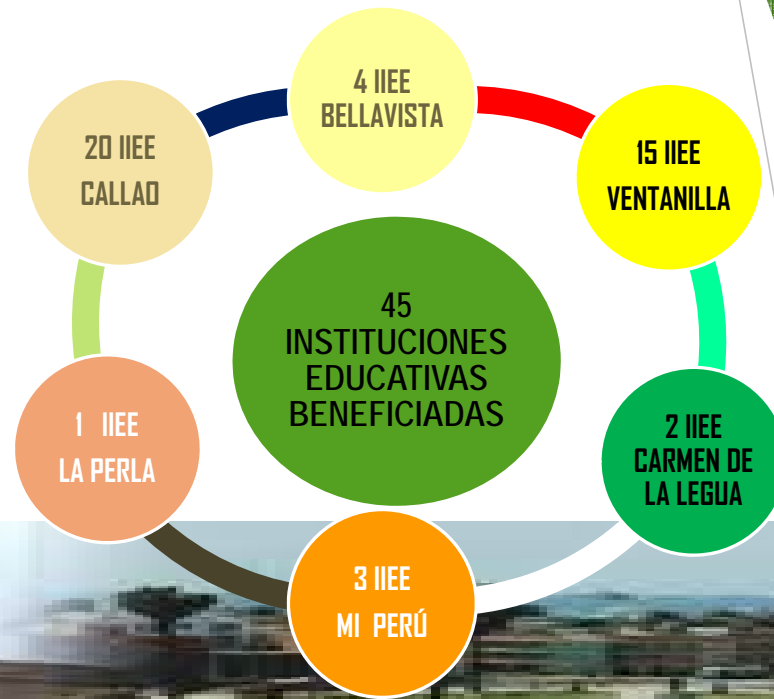 4 IIEE
BELLAVISTA
20 IIEE
CALLAO
15 IIEE
VENTANILLA
45
INSTITUCIONES
EDUCATIVAS
BENEFICIADAS
1 IIEE
LA PERLA
2 IIEE
CARMEN DE
LA LEGUA
3 IIEE
MI PERÚ